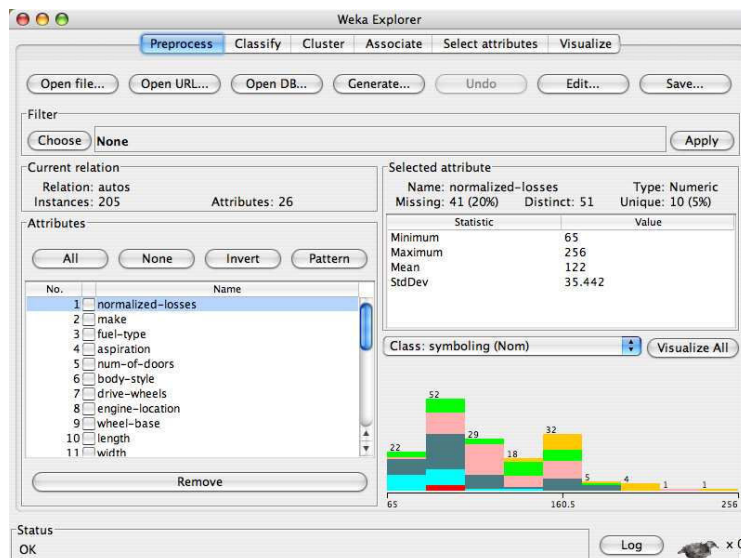 Weka Explorer
Preprocess Classify Cluster Associate Select attributes Visualize
Open file... Open URL... Open DB... Generate... Undo Edit... Save...
Filter
Choose None Apply
Current relation
Relation: autos
Instances: 205 Attributes: 26
Selected attribute
Name: normalized-losses Type: Numeric
Missing: 41 (20%) Distinct: 51 Unique: 10 (5%)
Statistic Value
Minimum 65
Maximum 256
Mean 122
StdDev 35.442
Attributes
All None Invert Pattern
No. Name
1 normalized-losses
2 make
3 fuel-type
4 aspiration
5 num-of-doors
6 body-style
7 drive-wheels
8 engine-location
9 wheel-base
10 length
11 width
Remove
Class: symboling (Nom) Visualize All
22 52 29 18 32 5 4 1 1
65 160.5 256
Status
OK
Log x 0